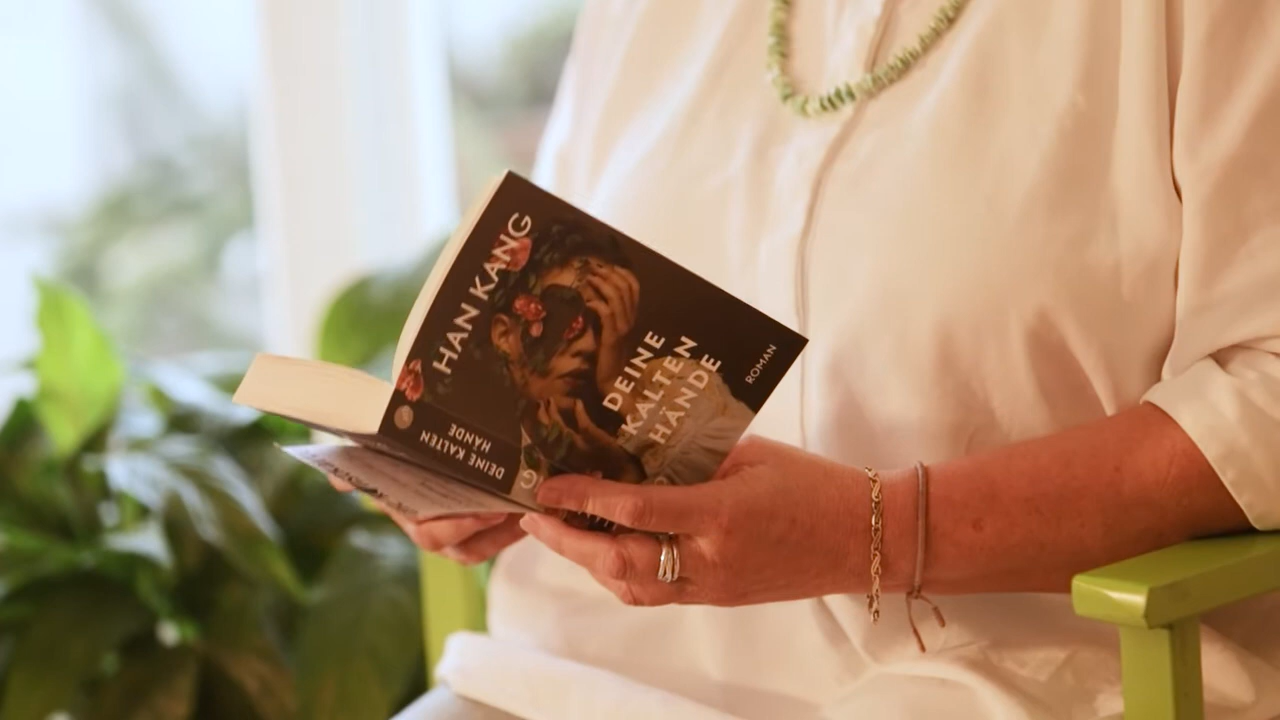 HAN KANG
DEINE
KALTEN
HÄNDE
ROMAN
DEINE KALTEN
HÄNDE